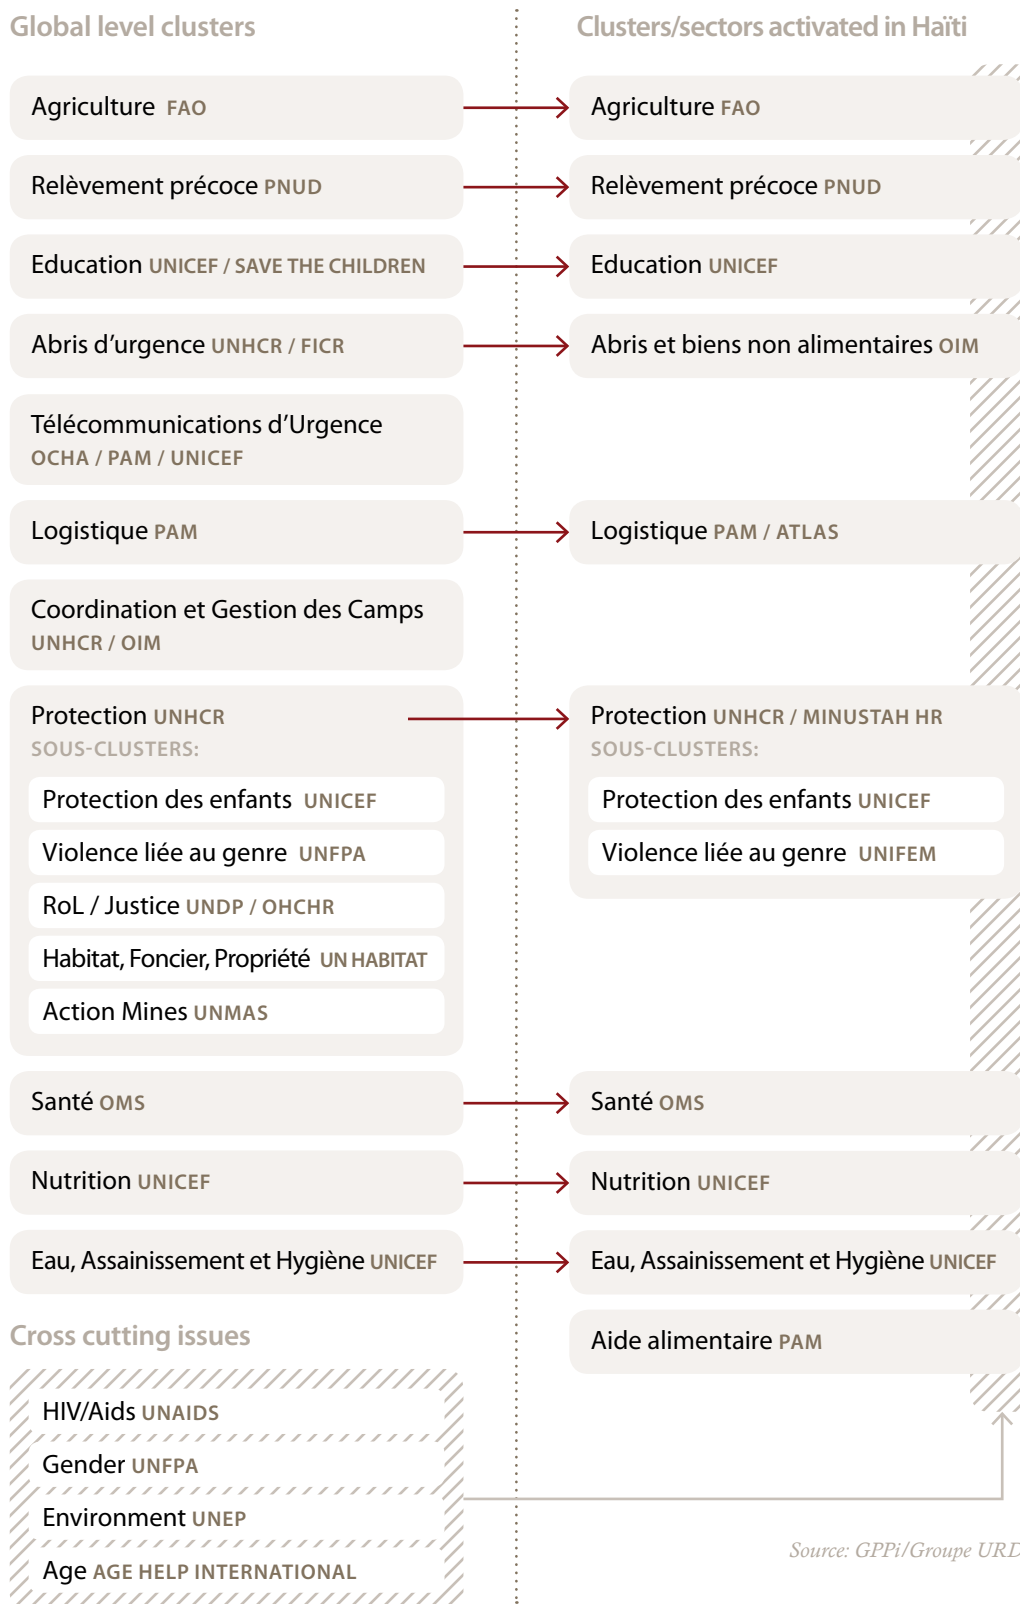 Global level clusters
Agriculture FAO
Relèvement précoce PNUD
Education UNICEF / SAVE THE CHILDREN
Abris d’urgence UNHCR / FICR
Télécommunications d’Urgence
OCHA / PAM / UNICEF
Logistique PAM
Coordination et Gestion des Camps
UNHCR / OIM
Protection UNHCR
SOUS-CLUSTERS:
Protection des enfants UNICEF
Violence liée au genre UNFPA
RoL / Justice UNDP / OHCHR
Habitat, Foncier, Propriété UN HABITAT
Action Mines UNMAS
Santé OMS
Nutrition UNICEF
Eau, Assainissement et Hygiène UNICEF
Cross cutting issues
HIV/Aids UNAIDS
Gender UNFPA
Environment UNEP
Age AGE HELP INTERNATIONAL
Clusters/sectors activated in Haïti
Agriculture FAO
Relèvement précoce PNUD
Education UNICEF
Abris et biens non alimentaires OIM
Logistique PAM / ATLAS
Protection UNHCR / MINUSTAH HR
SOUS-CLUSTERS:
Protection des enfants UNICEF
Violence liée au genre UNIFEM
Santé OMS
Nutrition UNICEF
Eau, Assainissement et Hygiène UNICEF
Aide alimentaire PAM
Source: GPPi/Groupe URD